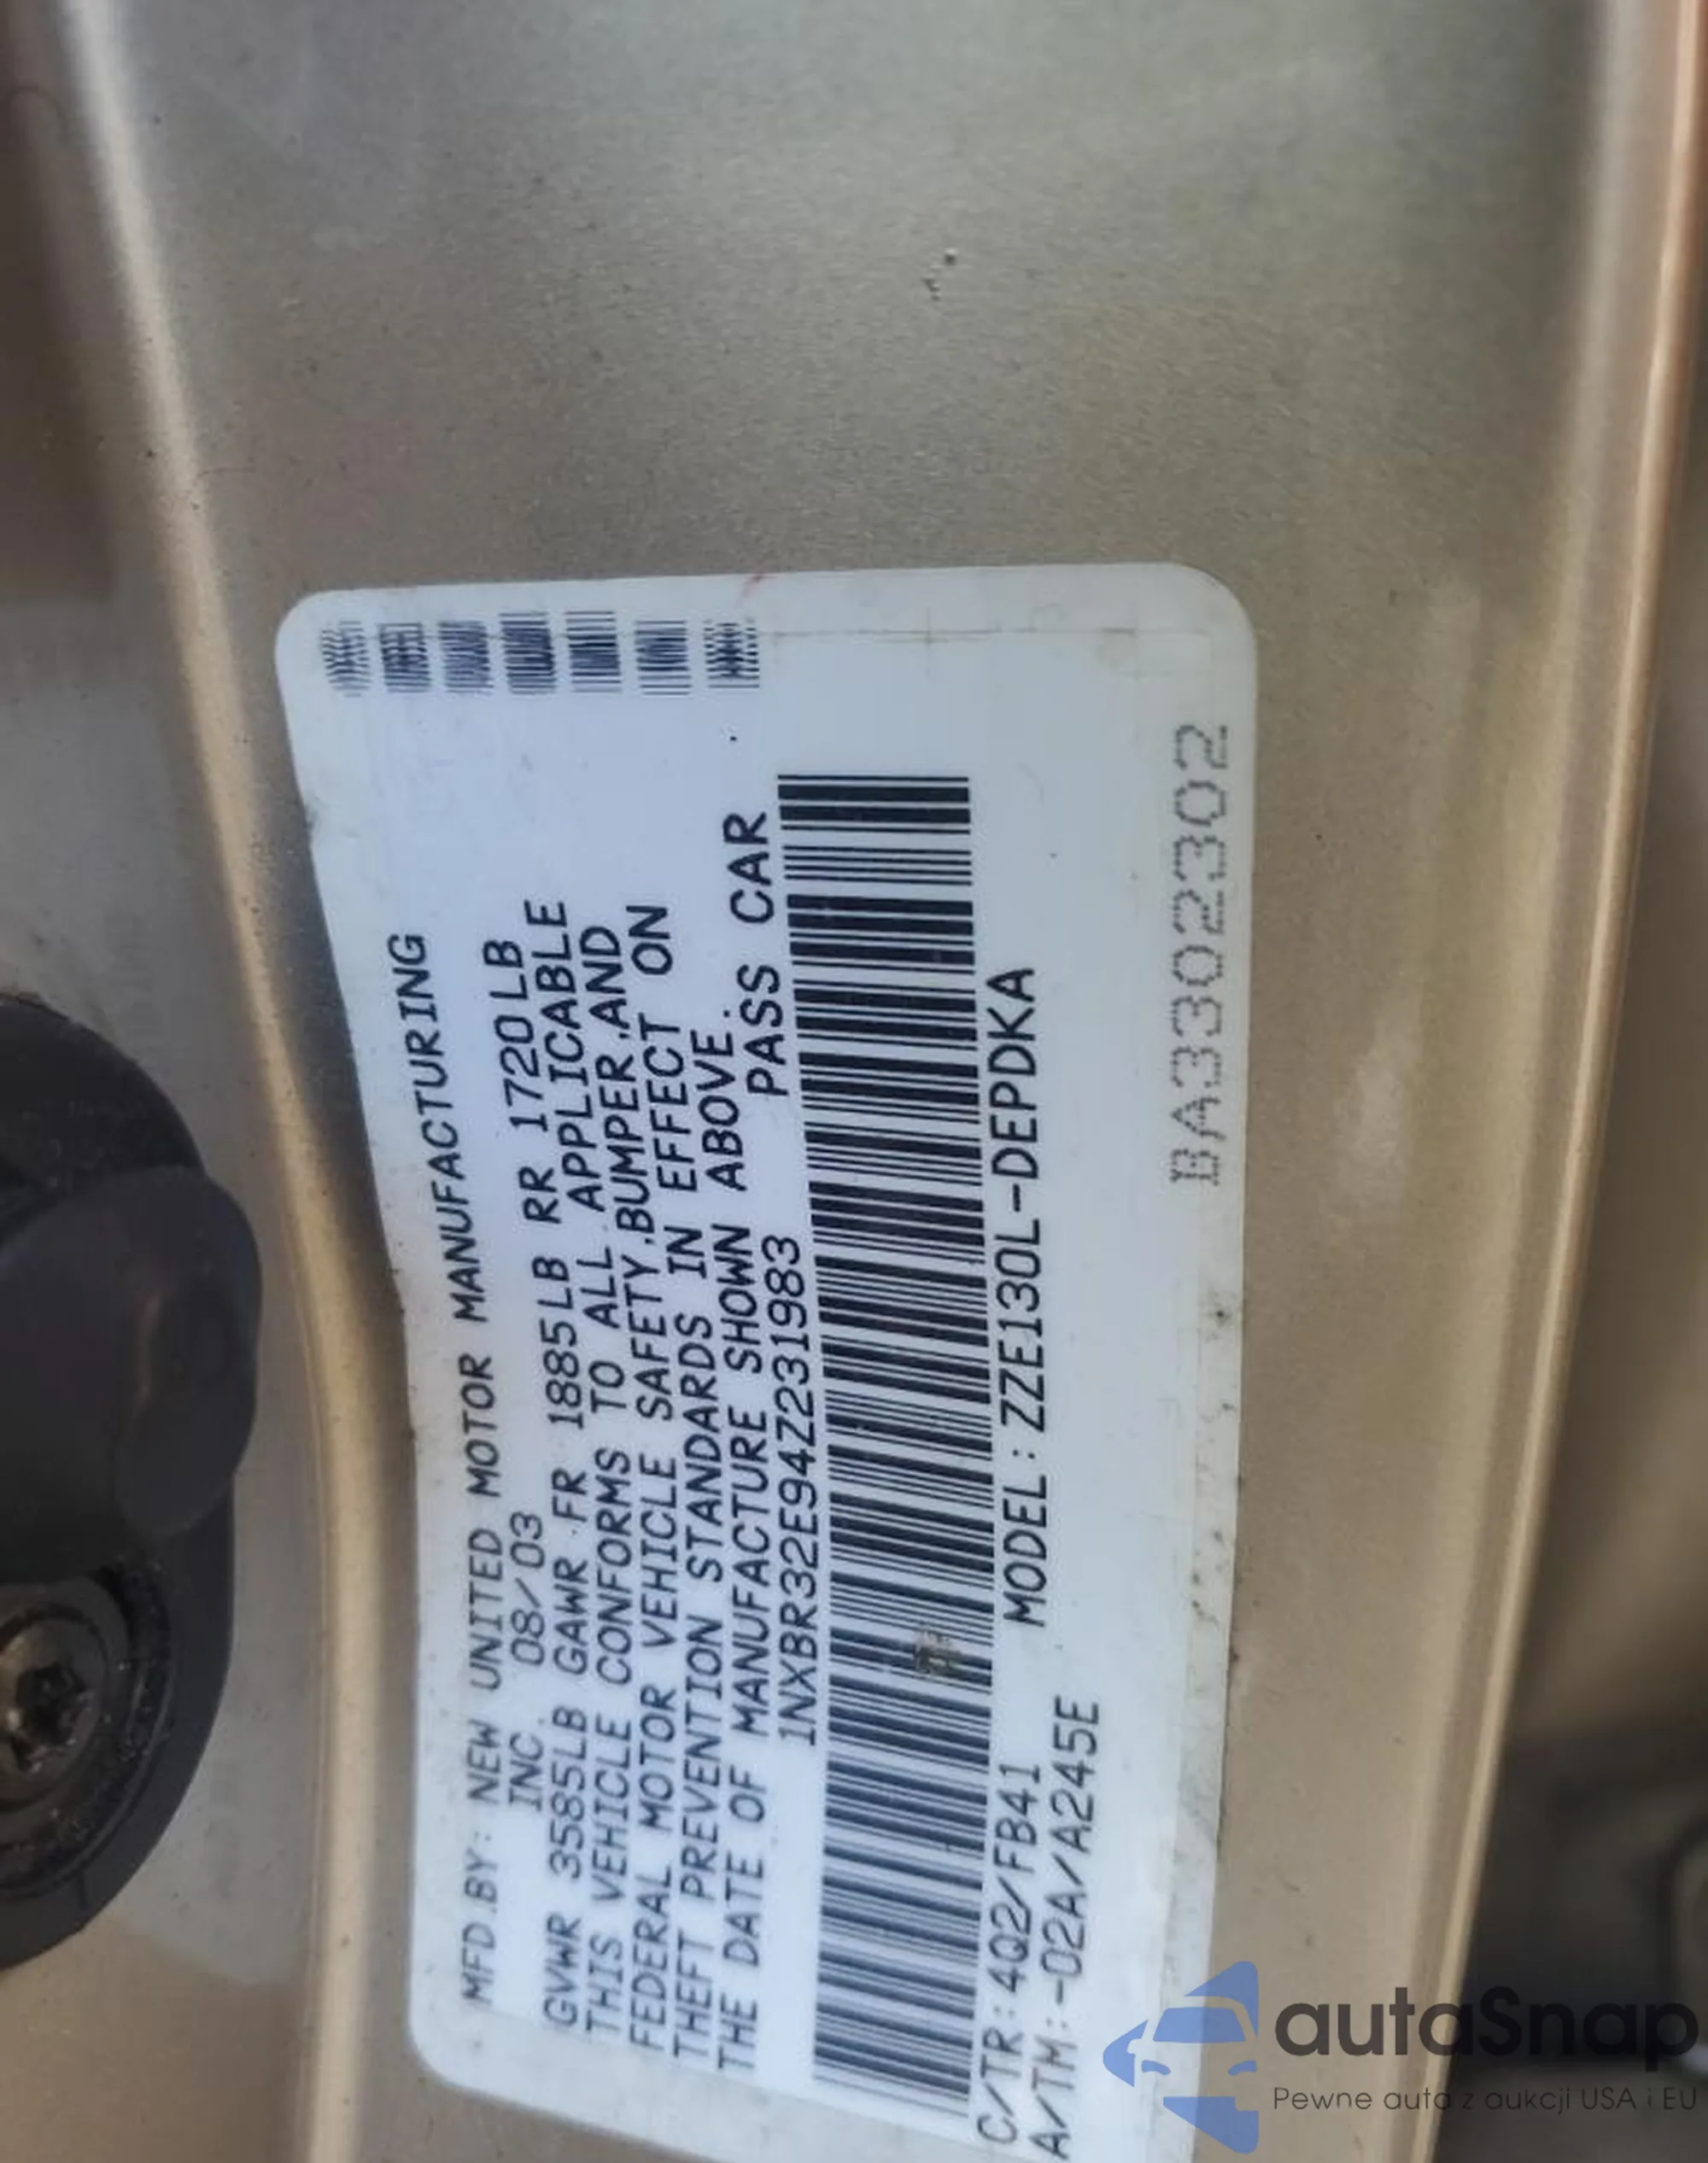 MFD.BY: NEW UNITED MOTOR MANUFACTURING
INC. 08/03
GVWR 3585LB GAWR FR 1885LB RR 1720LB
THIS VEHICLE CONFORMS TO ALL APPLICABLE
FEDERAL MOTOR VEHICLE SAFETY,BUMPER,AND
THEFT PREVENTION STANDARDS IN EFFECT ON
THE DATE OF MANUFACTURE SHOWN ABOVE.
1NXBR32E94Z231983 PASS CAR
C/TR:4Q2/FB41 MODEL:ZZE130L-DEPDKA
A/TM:-02A/A245E
BA3302302
autaSnap
Pewne auta z aukcji USA i EU